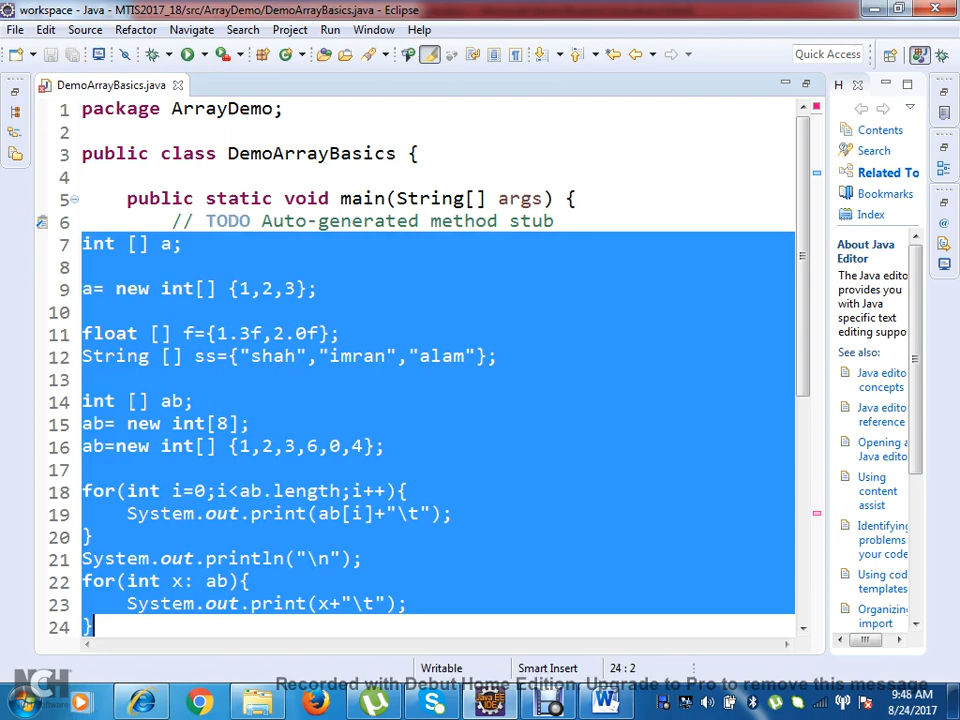 workspace - Java - MTIS2017_18/src/ArrayDemo/DemoArrayBasics.java - Eclipse
File Edit Source Refactor Navigate Search Project Run Window Help
Quick Access
DemoArrayBasics.java
1 package ArrayDemo;
2
3 public class DemoArrayBasics {
4
5 public static void main(String[] args) {
6 // TODO Auto-generated method stub
7 int [] a;
8
9 a= new int[] {1,2,3};
10
11 float [] f={1.3f,2.0f};
12 String [] ss={"shah","imran","alam"};
13
14 int [] ab;
15 ab= new int[8];
16 ab=new int[] {1,2,3,6,0,4};
17
18 for(int i=0;i<ab.length;i++){
19 System.out.print(ab[i]+"\t");
20 }
21 System.out.println("\n");
22 for(int x: ab){
23 System.out.print(x+"\t");
24 }
H
Contents
Search
Related To
Bookmarks
Index
About Java
Editor
The Java edito
provides you
with Java
specific text
editing suppo
See also:
Java edito
concepts
Java edito
reference
Opening a
Java edito
Using
content
assist
Identifying
problems
your code
Using cod
templates
Organizing
import
Writable Smart Insert 24 : 2
Recorded with Debut Home Edition. Upgrade to Pro to remove this message
NCH
Software
9:46 AM
8/24/2017